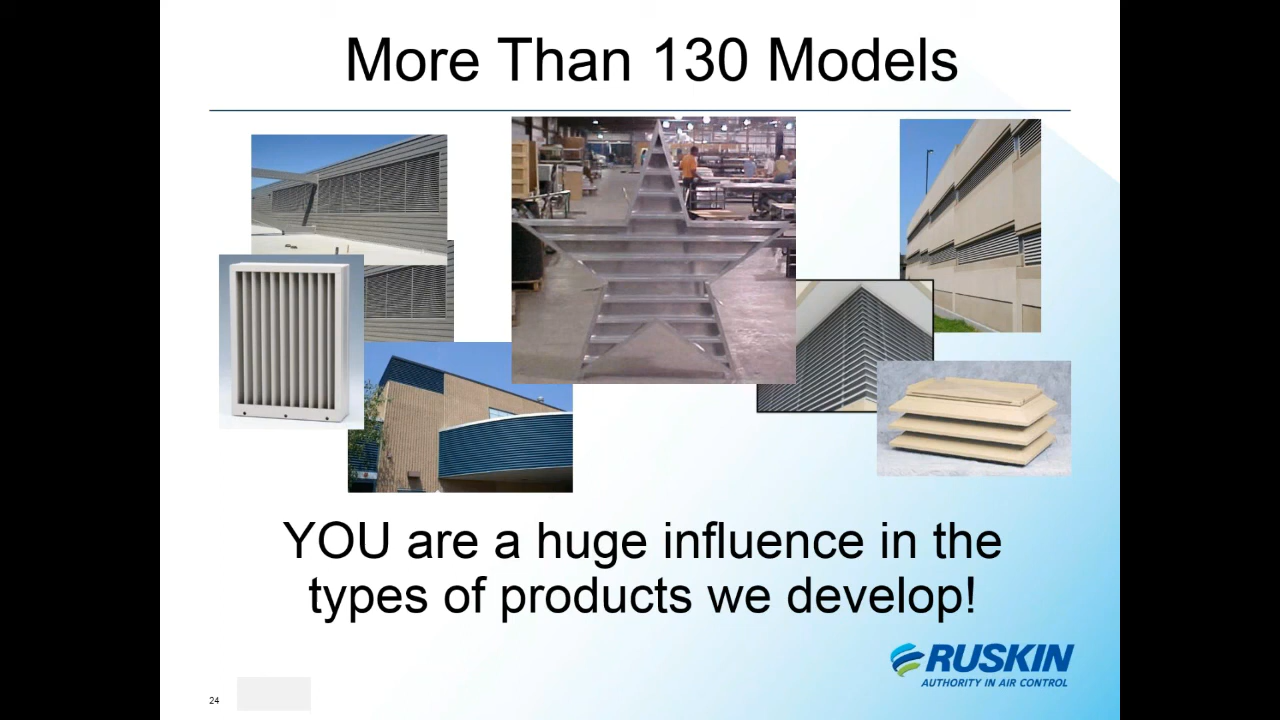 More Than 130 Models
YOU are a huge influence in the
types of products we develop!
RUSKIN
AUTHORITY IN AIR CONTROL
24